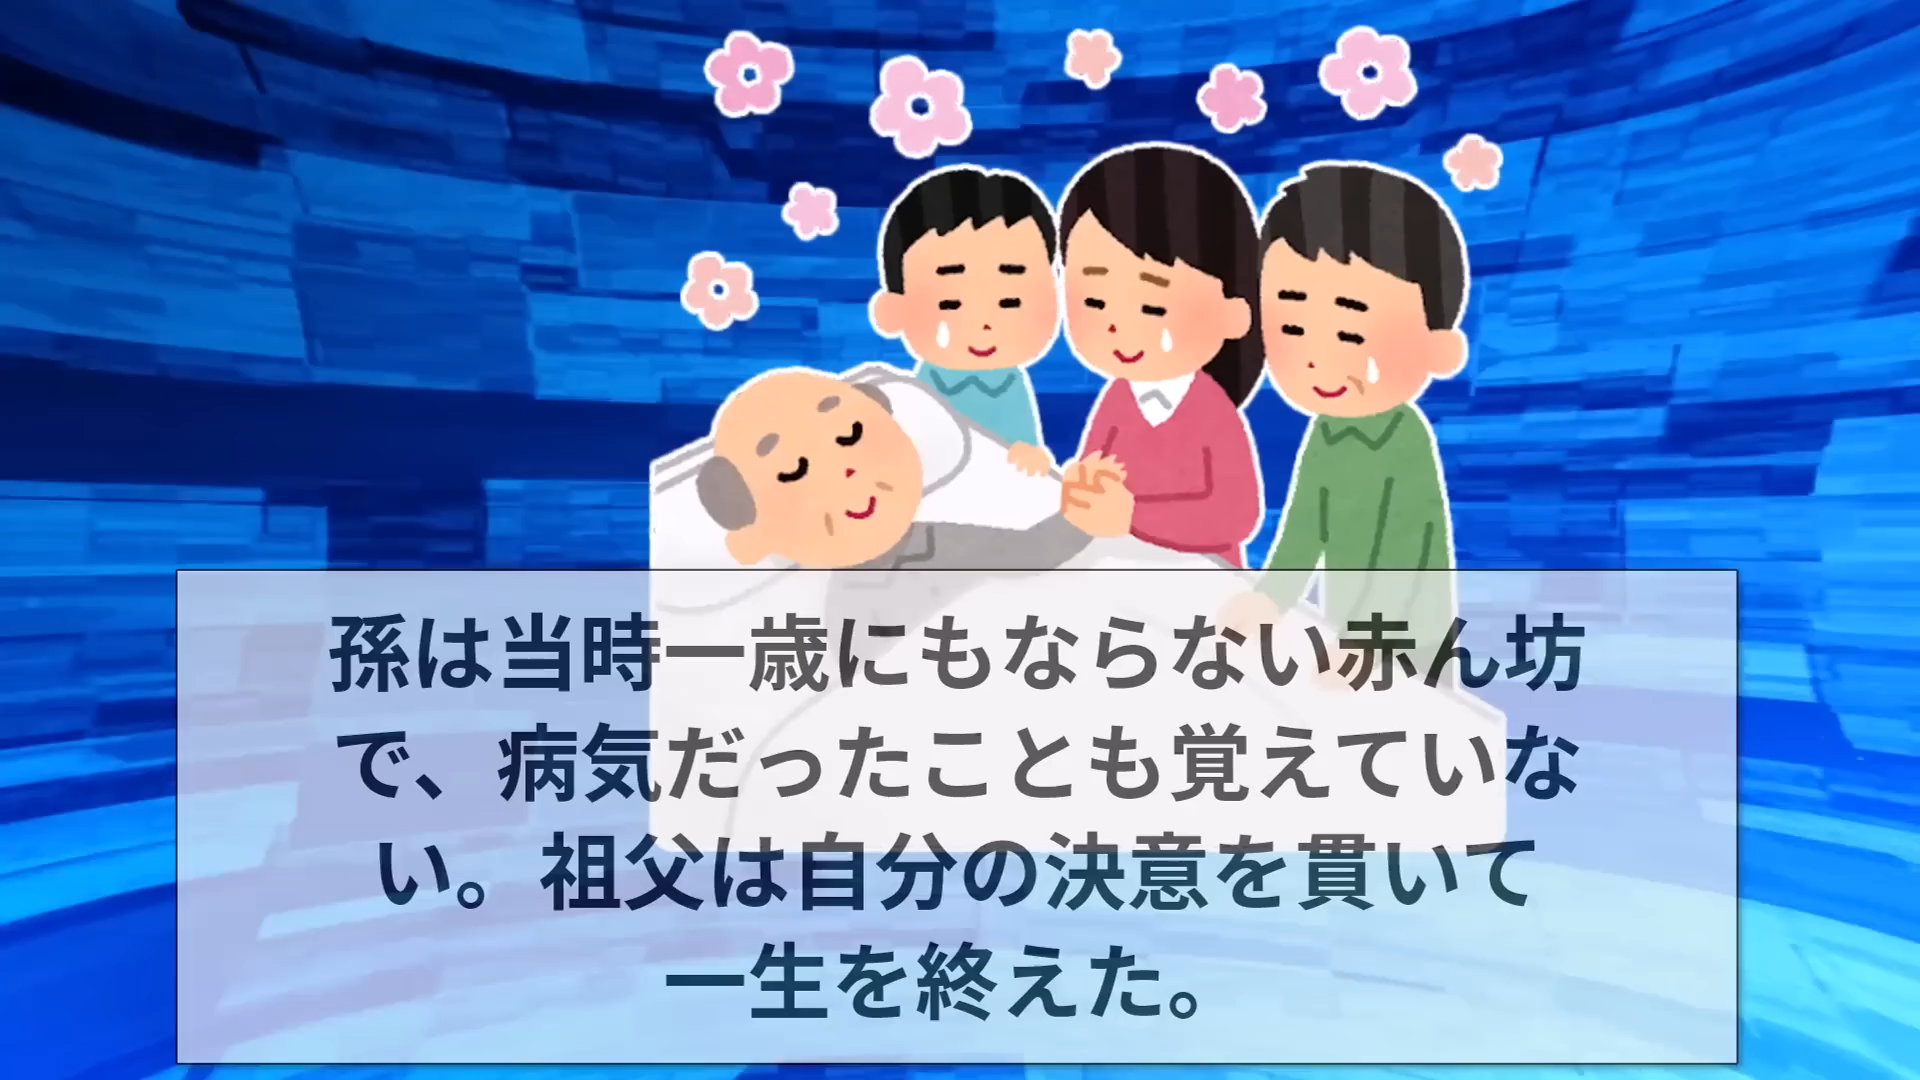 孫は当時一歳にもならない赤ん坊
で、病気だったことも覚えていな
い。祖父は自分の決意を貫いて
一生を終えた。